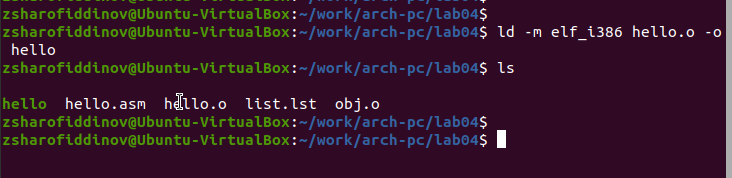 zsharofiddinov@Ubuntu-VirtualBox:~/work/arch-pc/lab04$
zsharofiddinov@Ubuntu-VirtualBox:~/work/arch-pc/lab04$ ld -m elf_i386 hello.o -o
hello
zsharofiddinov@Ubuntu-VirtualBox:~/work/arch-pc/lab04$ ls
hello hello.asm hello.o list.lst obj.o
zsharofiddinov@Ubuntu-VirtualBox:~/work/arch-pc/lab04$
zsharofiddinov@Ubuntu-VirtualBox:~/work/arch-pc/lab04$